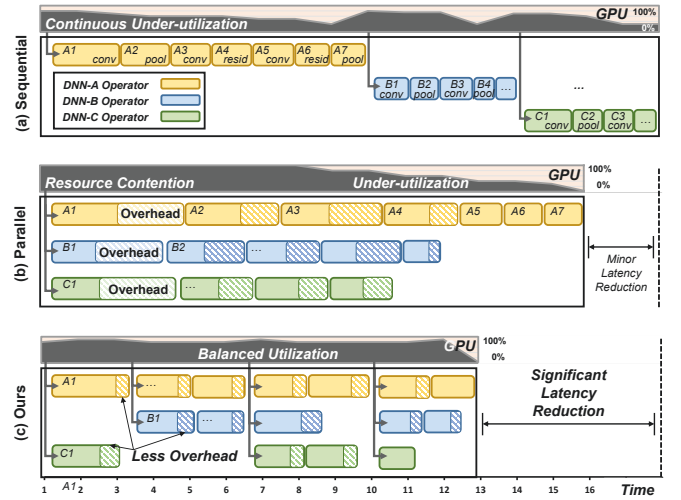 Continuous Under-utilization
GPU 100%
0%
(a) Sequential
A1 conv A2 pool A3 conv A4 resid A5 conv A6 resid A7 pool
DNN-A Operator
DNN-B Operator
DNN-C Operator
B1 conv B2 pool B3 conv B4 pool ...
...
C1 conv C2 pool C3 conv ...
Resource Contention Under-utilization GPU
100%
0%
(b) Parallel
A1 Overhead A2 A3 A4 A5 A6 A7
B1 Overhead B2 ...
C1 Overhead ...
Minor
Latency
Reduction
Balanced Utilization
GPU 100%
0%
(c) Ours
A1 ...
B1 ...
C1
Less Overhead
Significant
Latency
Reduction
1 2 3 4 5 6 7 8 9 10 11 12 13 14 15 16 Time
A1